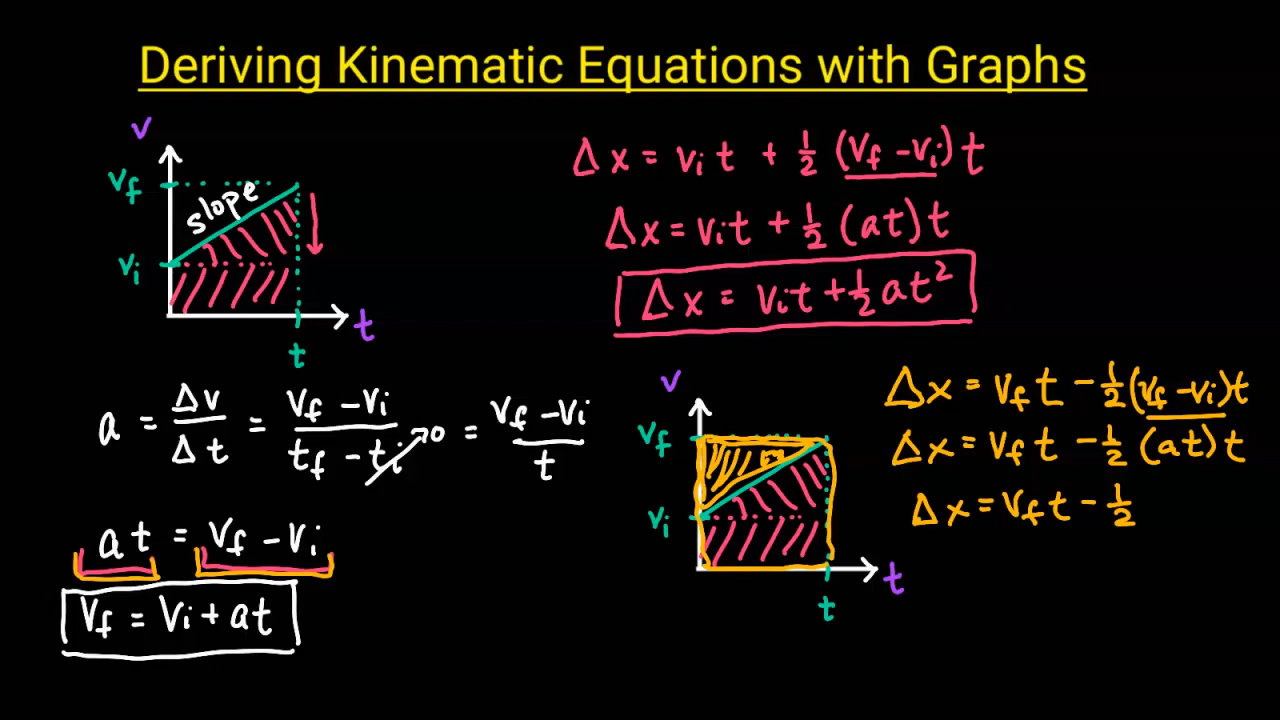 Deriving Kinematic Equations with Graphs
v
vf
slope
vi
t
t
a = Δv/Δt = (vf - vi)/(tf - ti) → 0 = (vf - vi)/t
at = vf - vi
vf = vi + at
Δx = vi t + 1/2 (vf - vi) t
Δx = vi t + 1/2 (at) t
Δx = vi t + 1/2 at²
v
vf
vi
t
t
Δx = vf t - 1/2 (vf - vi) t
Δx = vf t - 1/2 (at) t
Δx = vf t - 1/2